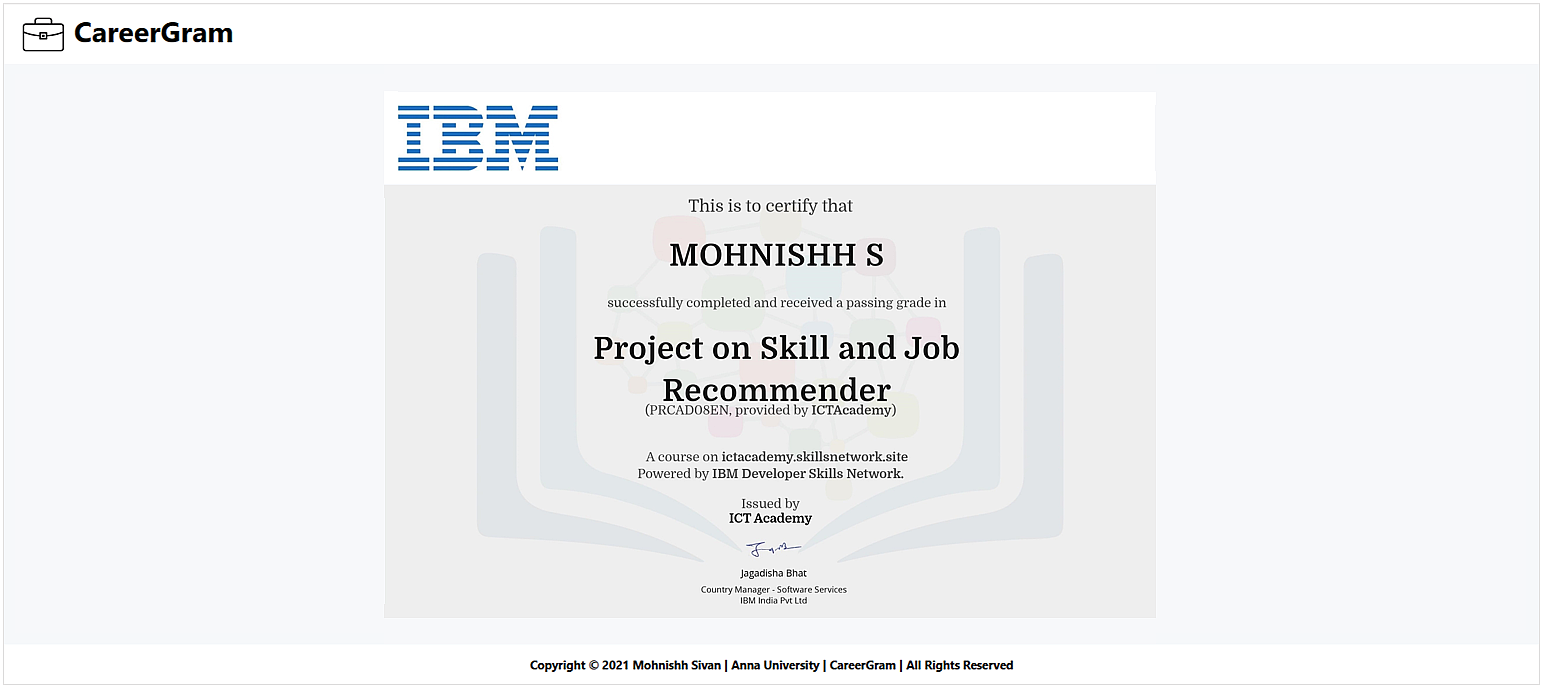 CareerGram
IBM
This is to certify that
MOHNISHH S
successfully completed and received a passing grade in
Project on Skill and Job
Recommender
(PRCAD08EN, provided by ICTAcademy)
A course on ictacademy.skillsnetwork.site
Powered by IBM Developer Skills Network.
Issued by
ICT Academy
Jagadisha Bhat
Country Manager - Software Services
IBM India Pvt Ltd
Copyright © 2021 Mohnishh Sivan | Anna University | CareerGram | All Rights Reserved